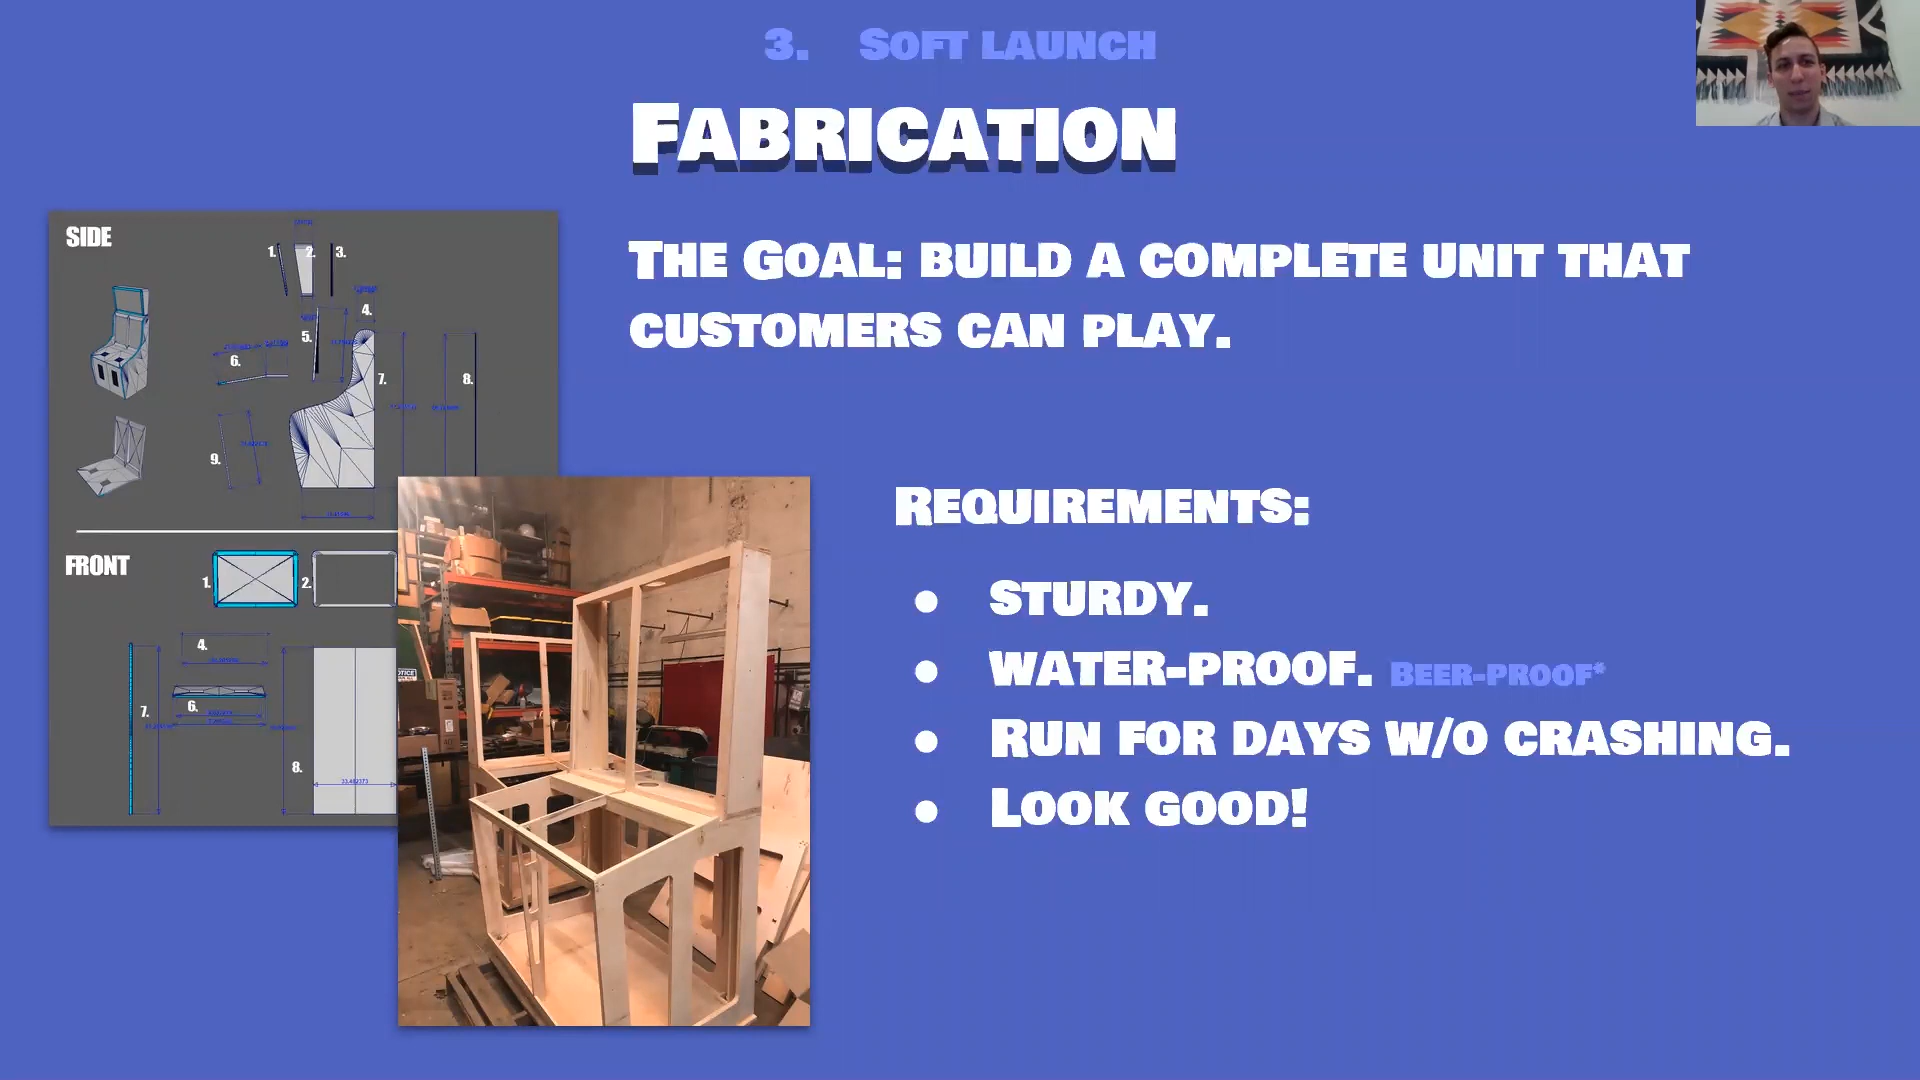 3. Soft launch
Fabrication
The Goal: build a complete unit that
customers can play.
SIDE
1.
2.
3.
4.
5.
6.
7.
8.
9.
FRONT
1.
2.
4.
6.
7.
8.
33.482373
Requirements:
● sturdy.
● water-proof. Beer-proof*
● Run for days w/o crashing.
● Look good!